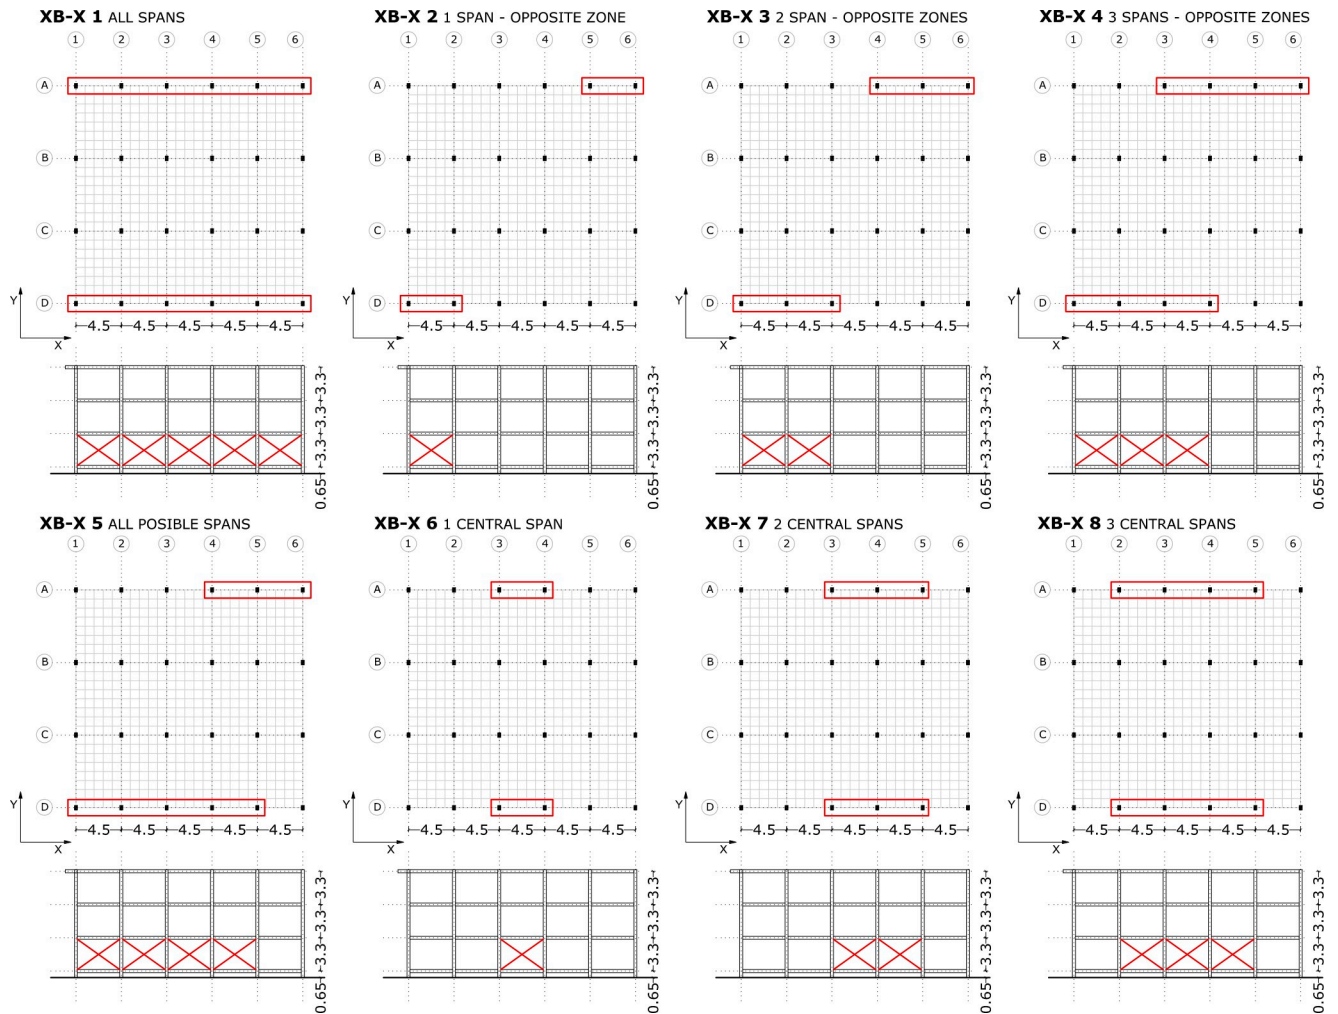 XB-X 1 ALL SPANS
1 2 3 4 5 6
A
B
C
D
Y
X
4.5 4.5 4.5 4.5 4.5
3.3 3.3 3.3
0.65
XB-X 2 1 SPAN - OPPOSITE ZONE
1 2 3 4 5 6
A
B
C
D
Y
X
4.5 4.5 4.5 4.5 4.5
3.3 3.3 3.3
0.65
XB-X 3 2 SPAN - OPPOSITE ZONES
1 2 3 4 5 6
A
B
C
D
Y
X
4.5 4.5 4.5 4.5 4.5
3.3 3.3 3.3
0.65
XB-X 4 3 SPANS - OPPOSITE ZONES
1 2 3 4 5 6
A
B
C
D
Y
X
4.5 4.5 4.5 4.5 4.5
3.3 3.3 3.3
0.65
XB-X 5 ALL POSIBLE SPANS
1 2 3 4 5 6
A
B
C
D
Y
X
4.5 4.5 4.5 4.5 4.5
3.3 3.3 3.3
0.65
XB-X 6 1 CENTRAL SPAN
1 2 3 4 5 6
A
B
C
D
Y
X
4.5 4.5 4.5 4.5 4.5
3.3 3.3 3.3
0.65
XB-X 7 2 CENTRAL SPANS
1 2 3 4 5 6
A
B
C
D
Y
X
4.5 4.5 4.5 4.5 4.5
3.3 3.3 3.3
0.65
XB-X 8 3 CENTRAL SPANS
1 2 3 4 5 6
A
B
C
D
Y
X
4.5 4.5 4.5 4.5 4.5
3.3 3.3 3.3
0.65